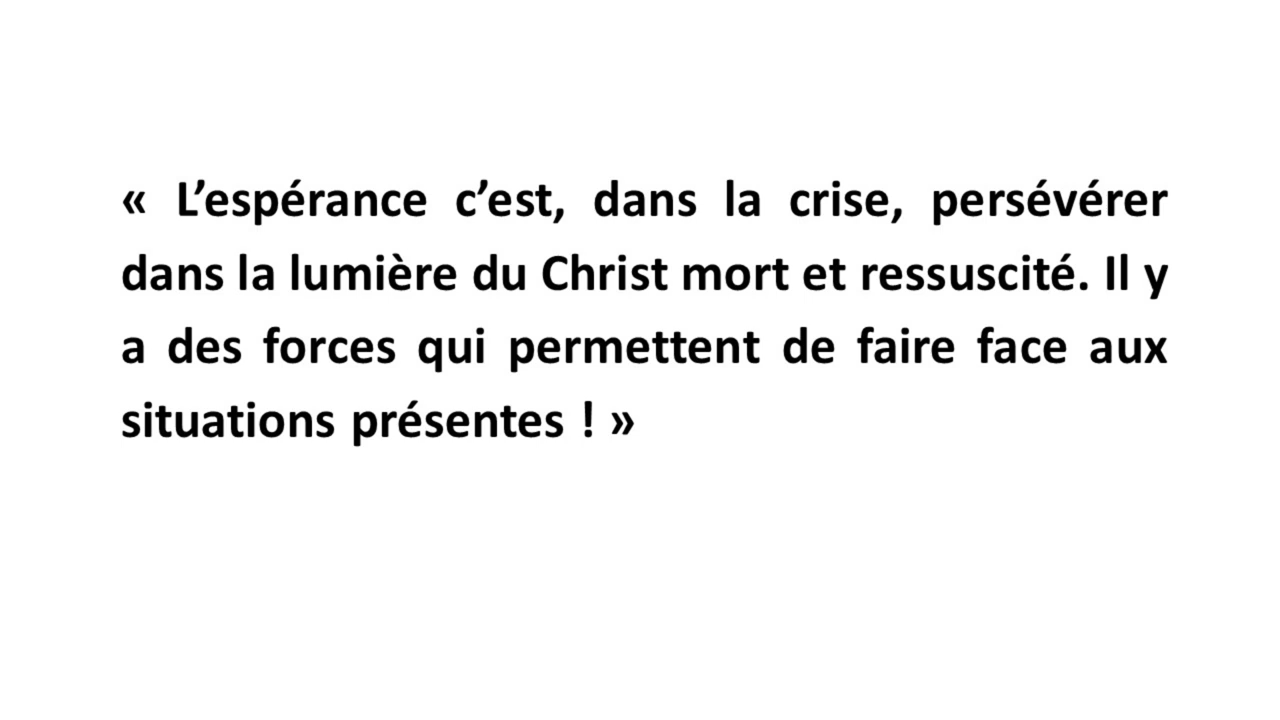 « L’espérance c’est, dans la crise, persévérer
dans la lumière du Christ mort et ressuscité. Il y
a des forces qui permettent de faire face aux
situations présentes ! »